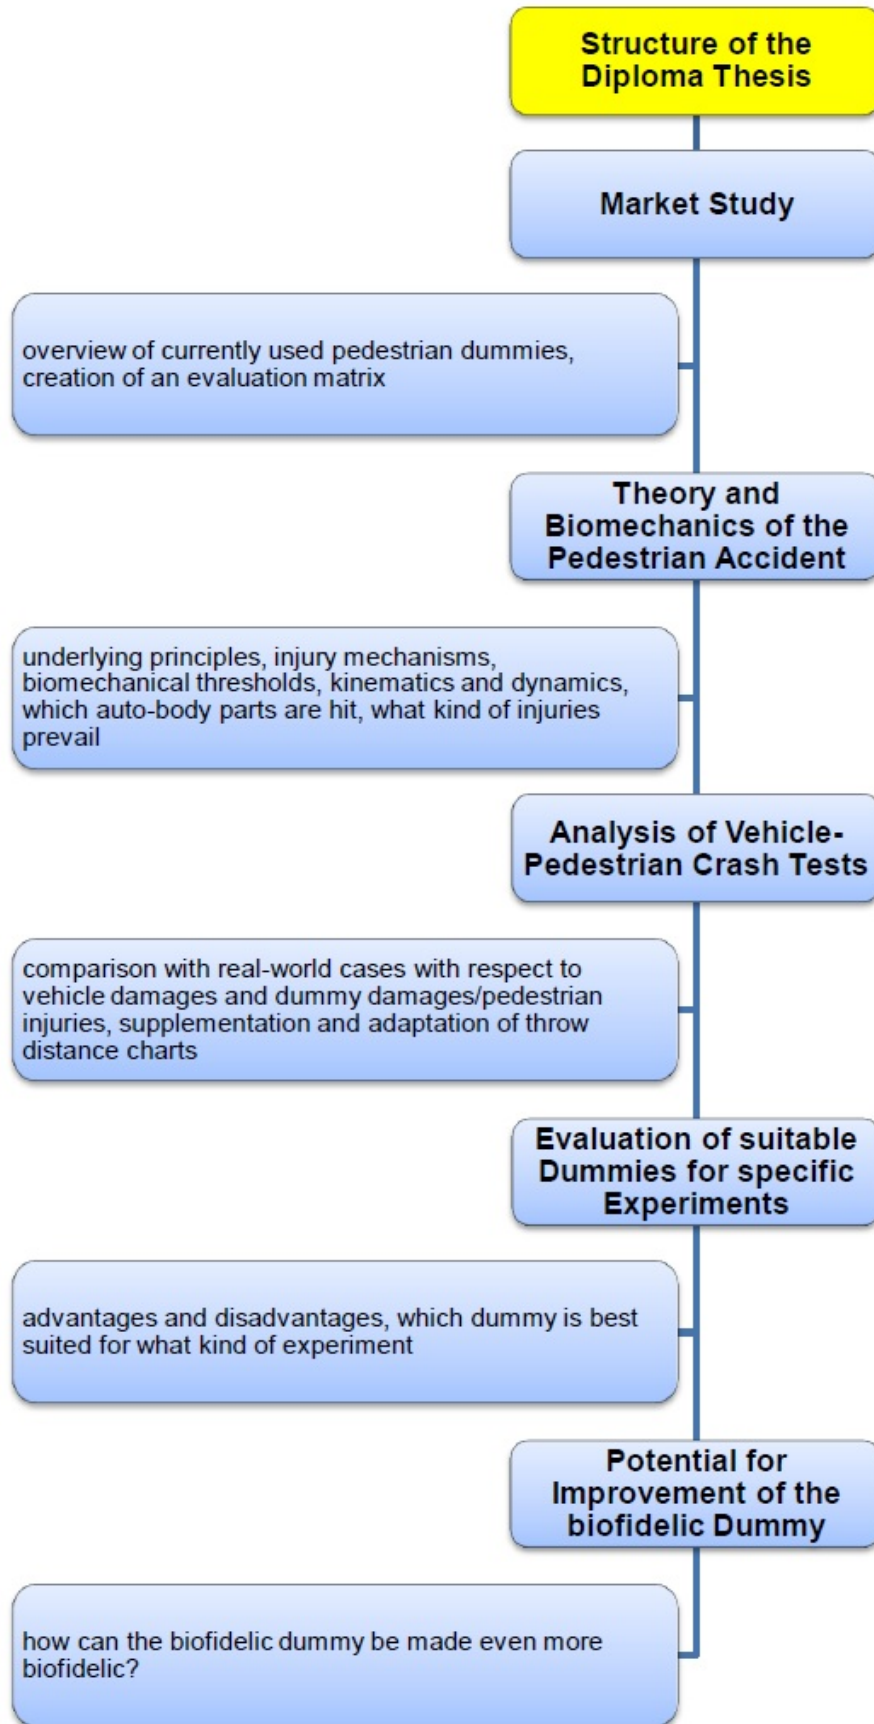 Structure of the
Diploma Thesis
Market Study
overview of currently used pedestrian dummies,
creation of an evaluation matrix
Theory and
Biomechanics of the
Pedestrian Accident
underlying principles, injury mechanisms,
biomechanical thresholds, kinematics and dynamics,
which auto-body parts are hit, what kind of injuries
prevail
Analysis of Vehicle-
Pedestrian Crash Tests
comparison with real-world cases with respect to
vehicle damages and dummy damages/pedestrian
injuries, supplementation and adaptation of throw
distance charts
Evaluation of suitable
Dummies for specific
Experiments
advantages and disadvantages, which dummy is best
suited for what kind of experiment
Potential for
Improvement of the
biofidelic Dummy
how can the biofidelic dummy be made even more
biofidelic?